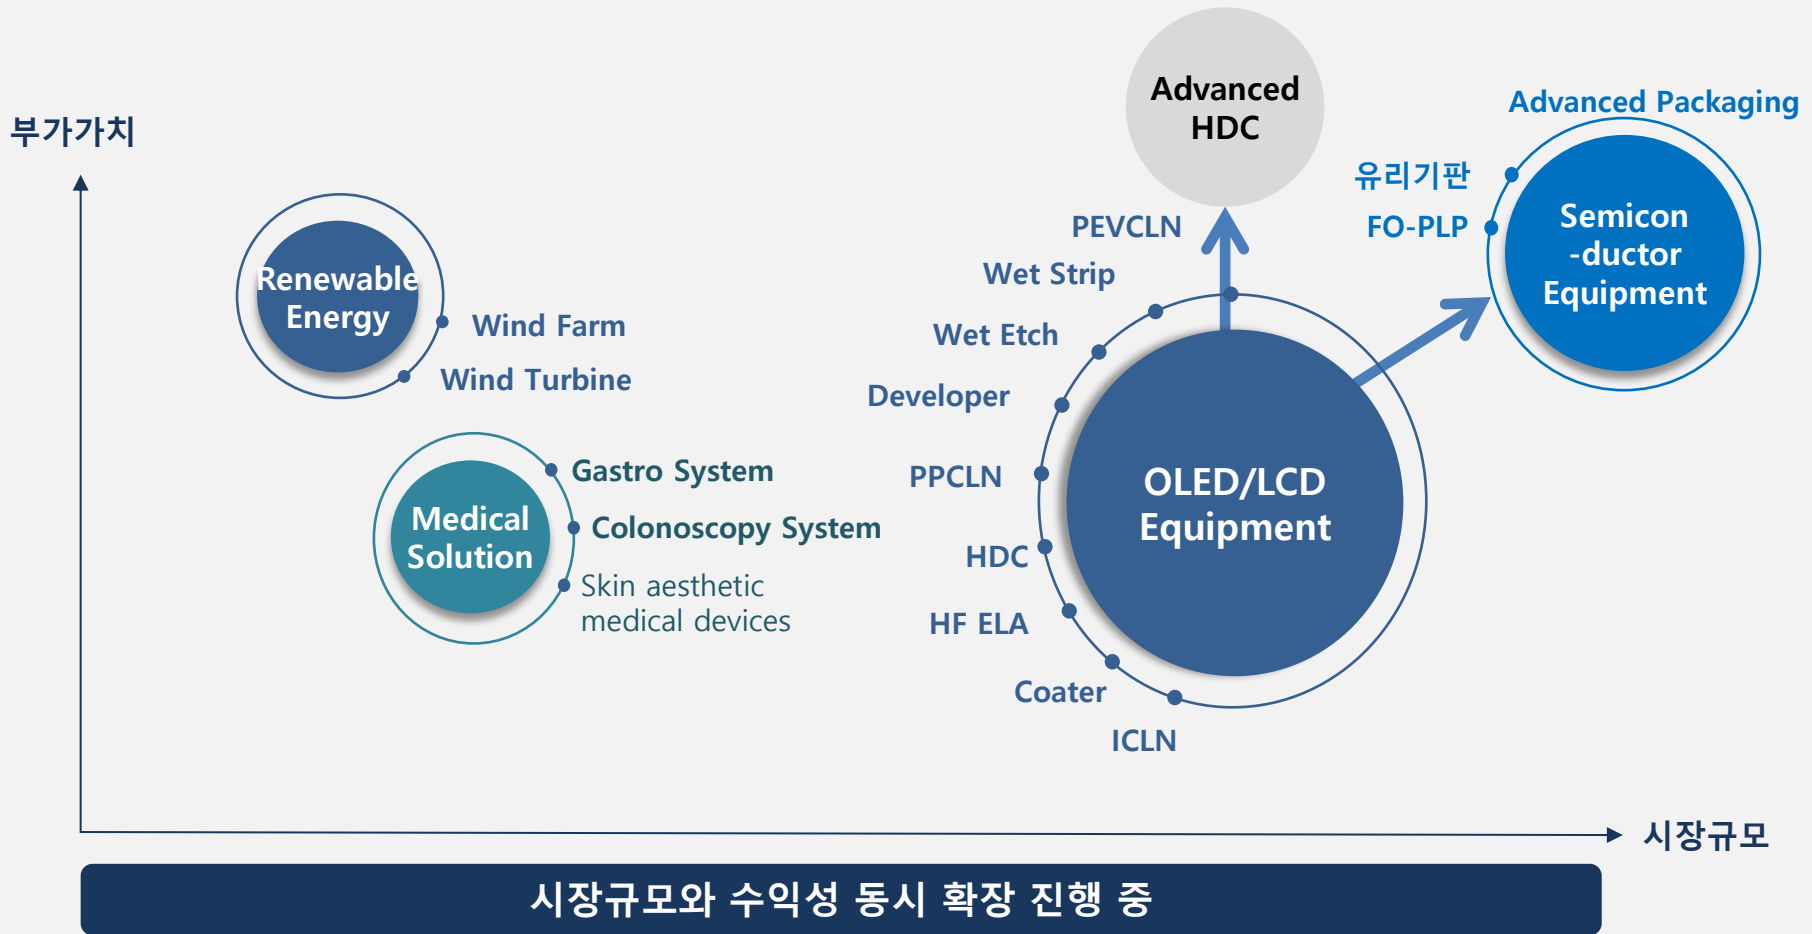 부가가치
Renewable
Energy
Wind Farm
Wind Turbine
Medical
Solution
Gastro System
Colonoscopy System
Skin aesthetic
medical devices
Advanced
HDC
PEVCLN
Wet Strip
Wet Etch
Developer
PPCLN
HDC
HF ELA
Coater
ICLN
OLED/LCD
Equipment
Advanced Packaging
유리기판
FO-PLP
Semicon
-ductor
Equipment
시장규모
시장규모와 수익성 동시 확장 진행 중